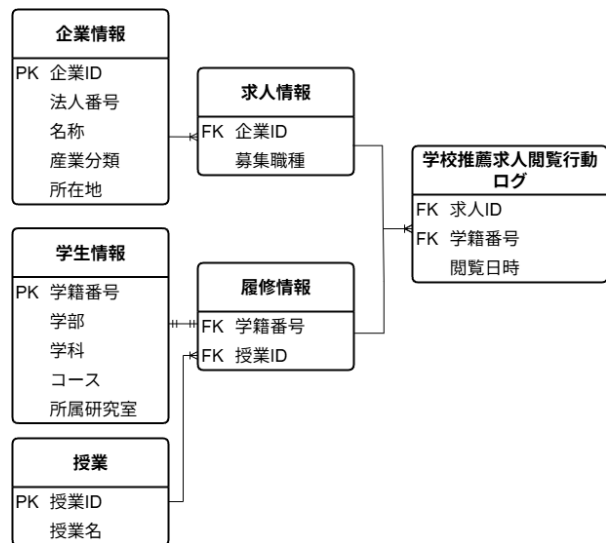 企業情報
PK 企業ID
法人番号
名称
産業分類
所在地
求人情報
FK 企業ID
募集職種
学校推薦求人閲覧行動
ログ
FK 求人ID
FK 学籍番号
閲覧日時
学生情報
PK 学籍番号
学部
学科
コース
所属研究室
履修情報
FK 学籍番号
FK 授業ID
授業
PK 授業ID
授業名